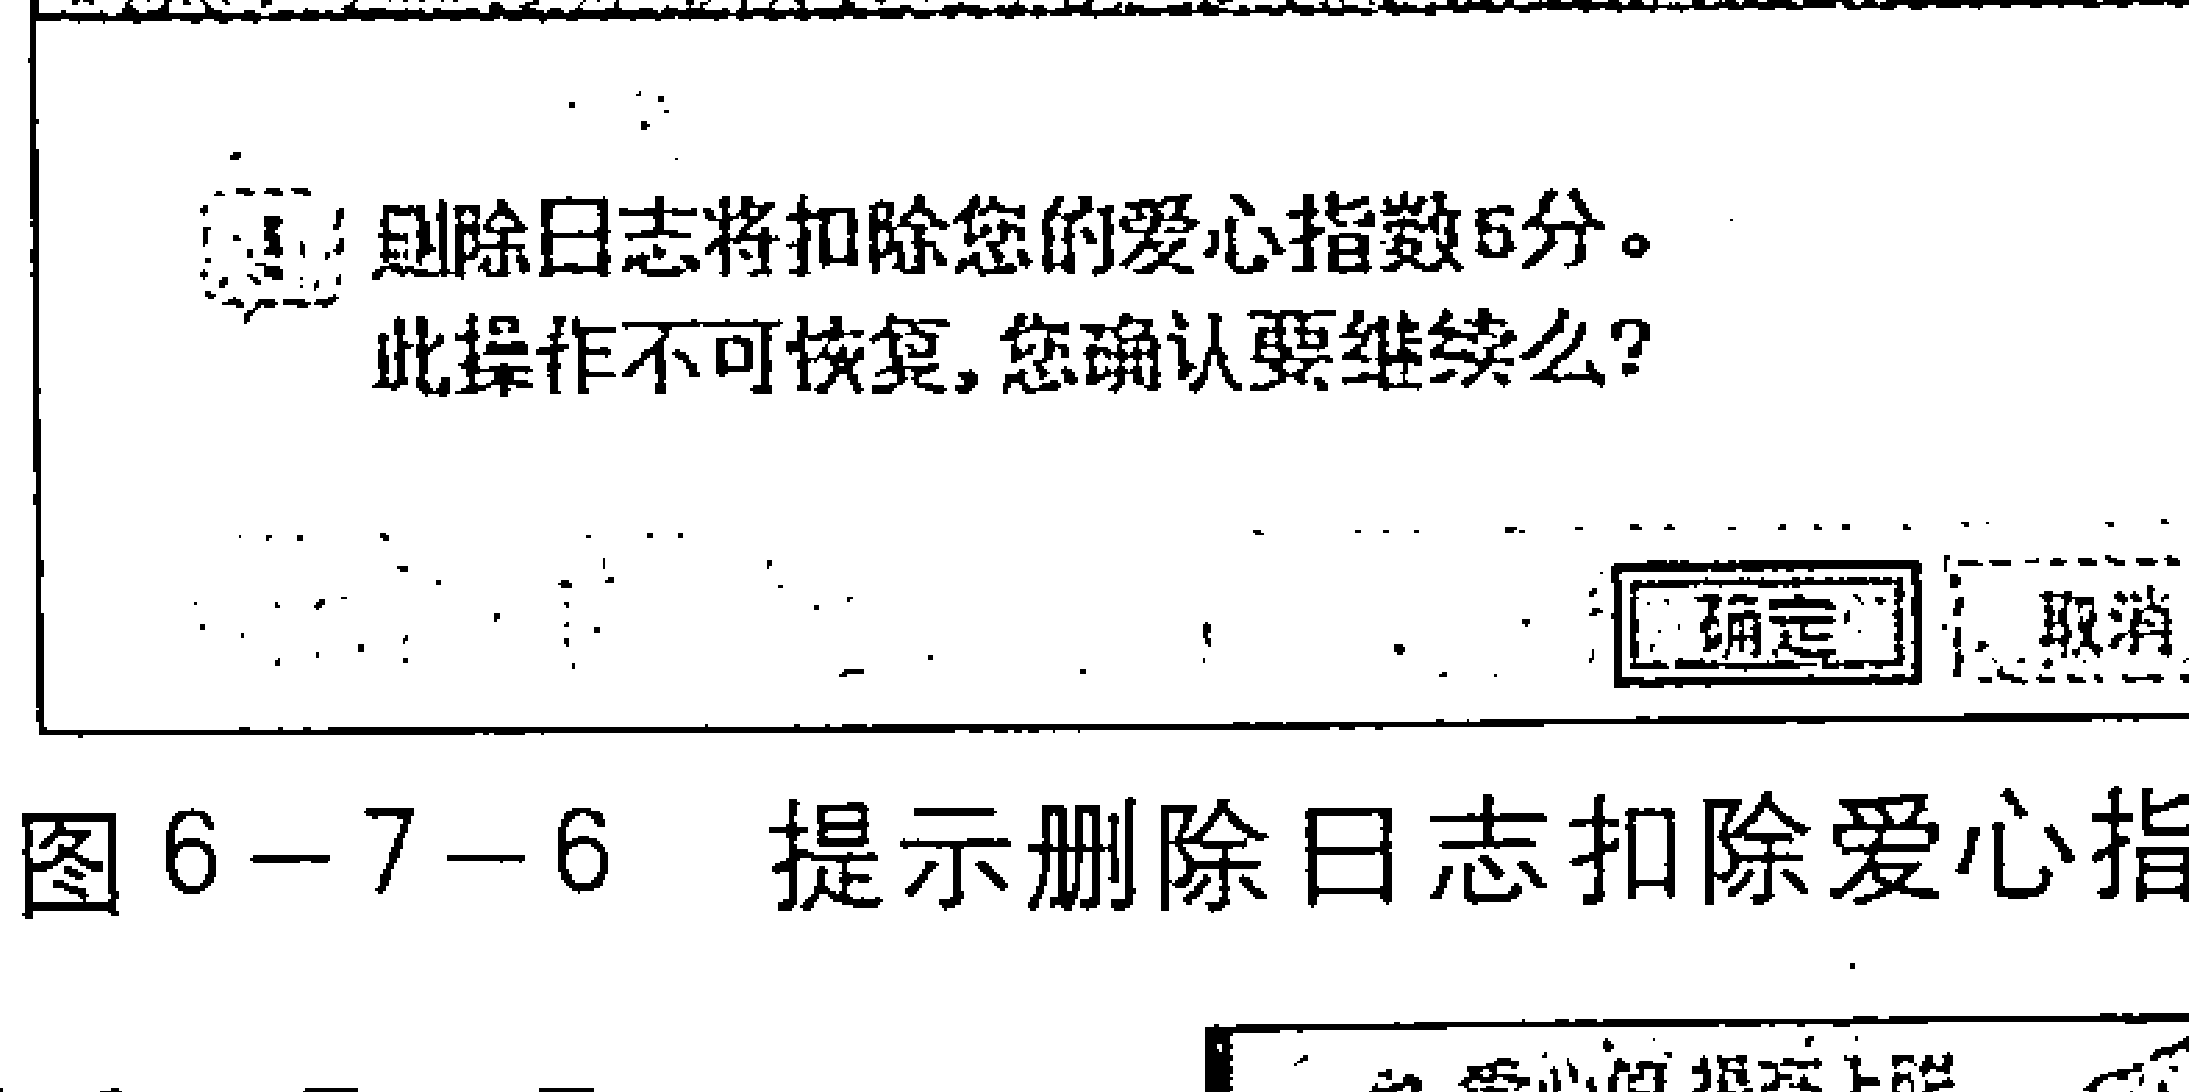 删除日志将扣除您的爱心指数5分。
此操作不可恢复,您确认要继续么?
确定 取消
图6-7-6 提示删除日志扣除爱心指